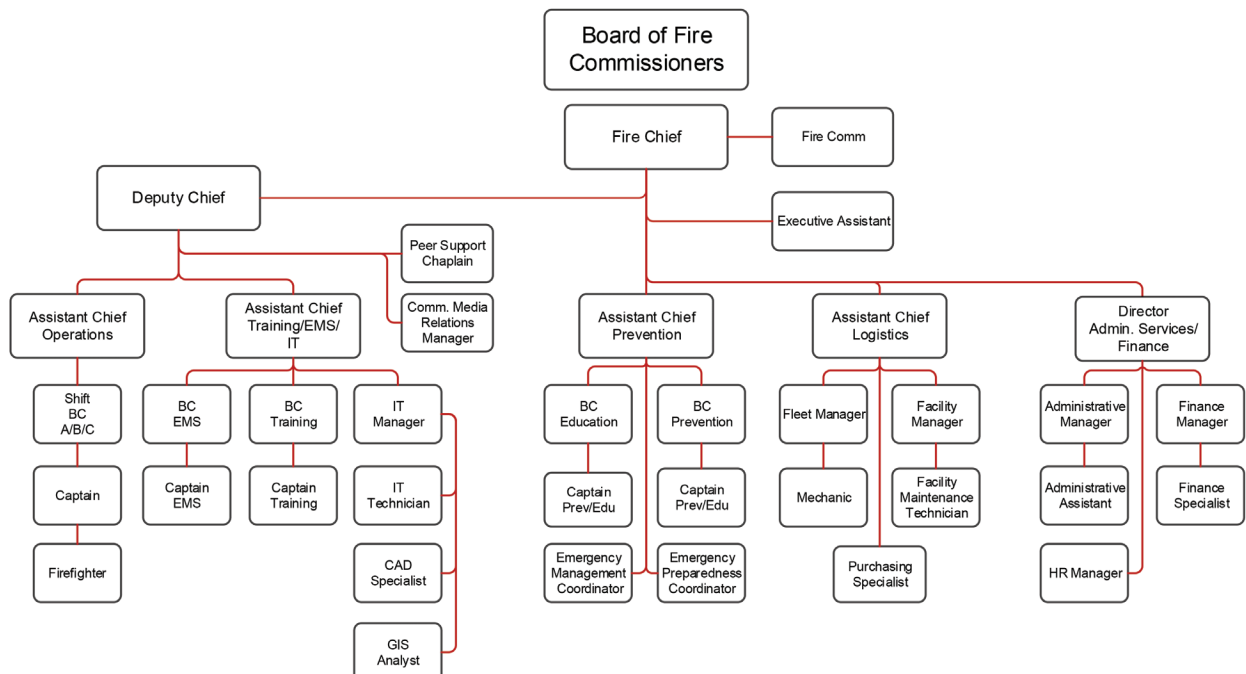 Board of Fire
Commissioners
Fire Chief
Fire Comm
Deputy Chief
Executive Assistant
Peer Support
Chaplain
Comm. Media
Relations
Manager
Assistant Chief
Operations
Assistant Chief
Training/EMS/
IT
Assistant Chief
Prevention
Assistant Chief
Logistics
Director
Admin. Services/
Finance
Shift
BC
A/B/C
BC
EMS
BC
Training
IT
Manager
BC
Education
BC
Prevention
Fleet Manager
Facility
Manager
Administrative
Manager
Finance
Manager
Captain
Captain
EMS
Captain
Training
IT
Technician
Captain
Prev/Edu
Captain
Prev/Edu
Mechanic
Facility
Maintenance
Technician
Administrative
Assistant
Finance
Specialist
Firefighter
CAD
Specialist
Emergency
Management
Coordinator
Emergency
Preparedness
Coordinator
Purchasing
Specialist
HR Manager
GIS
Analyst